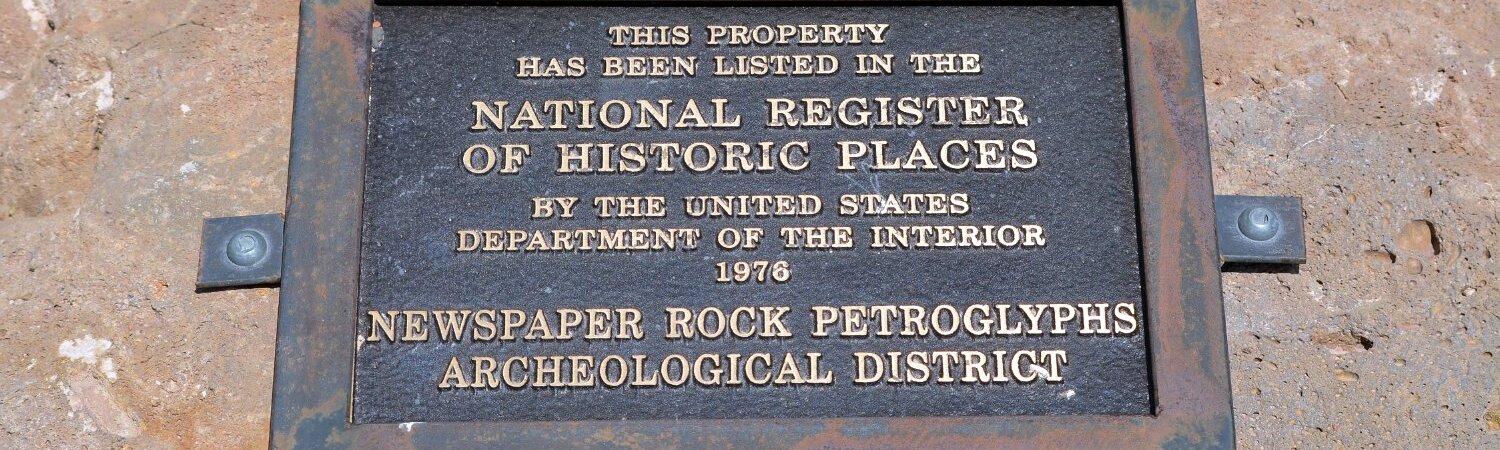 THIS PROPERTY
HAS BEEN LISTED IN THE
NATIONAL REGISTER
OF HISTORIC PLACES
BY THE UNITED STATES
DEPARTMENT OF THE INTERIOR
1976
NEWSPAPER ROCK PETROGLYPHS
ARCHEOLOGICAL DISTRICT